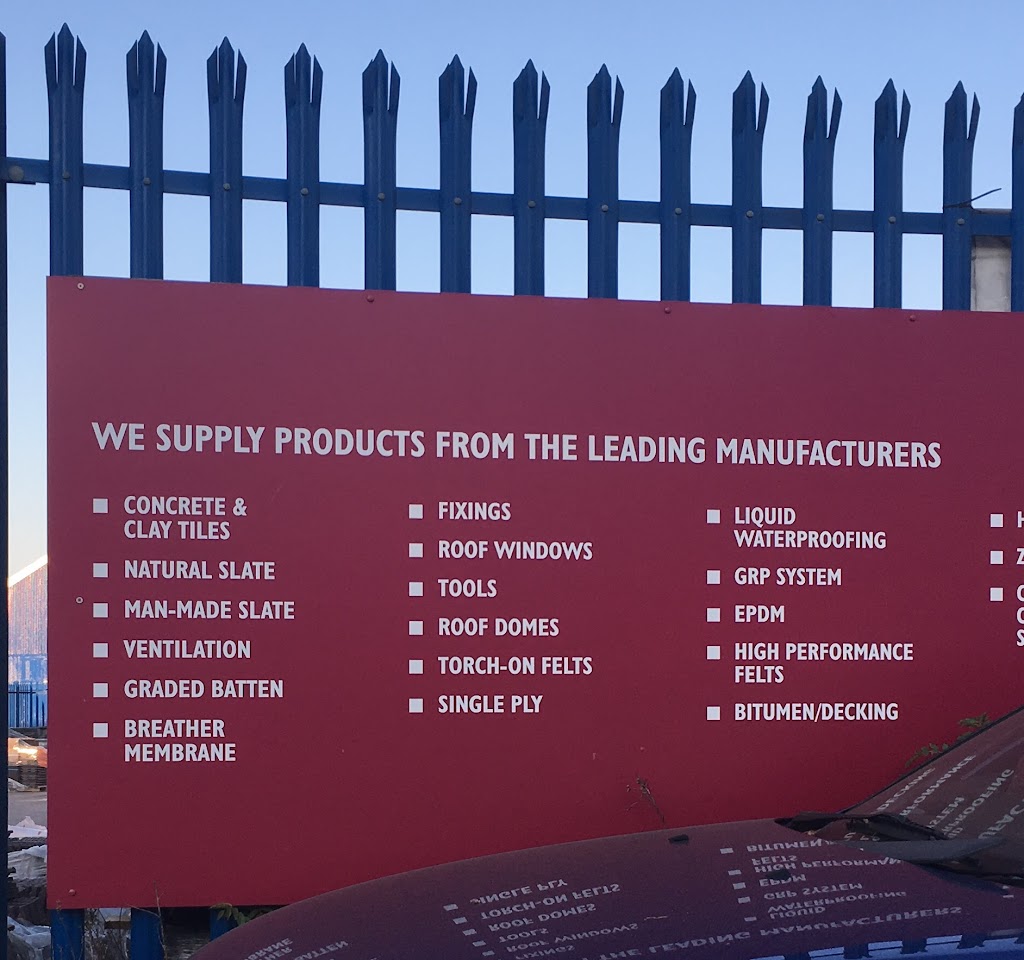 WE SUPPLY PRODUCTS FROM THE LEADING MANUFACTURERS
CONCRETE &
CLAY TILES
NATURAL SLATE
MAN-MADE SLATE
VENTILATION
GRADED BATTEN
BREATHER
MEMBRANE
FIXINGS
ROOF WINDOWS
TOOLS
ROOF DOMES
TORCH-ON FELTS
SINGLE PLY
LIQUID
WATERPROOFING
GRP SYSTEM
EPDM
HIGH PERFORMANCE
FELTS
BITUMEN/DECKING